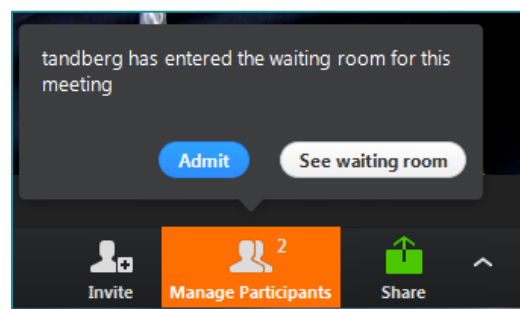 tandberg has entered the waiting room for this
meeting
Admit
See waiting room
2
Invite
Manage Participants
Share